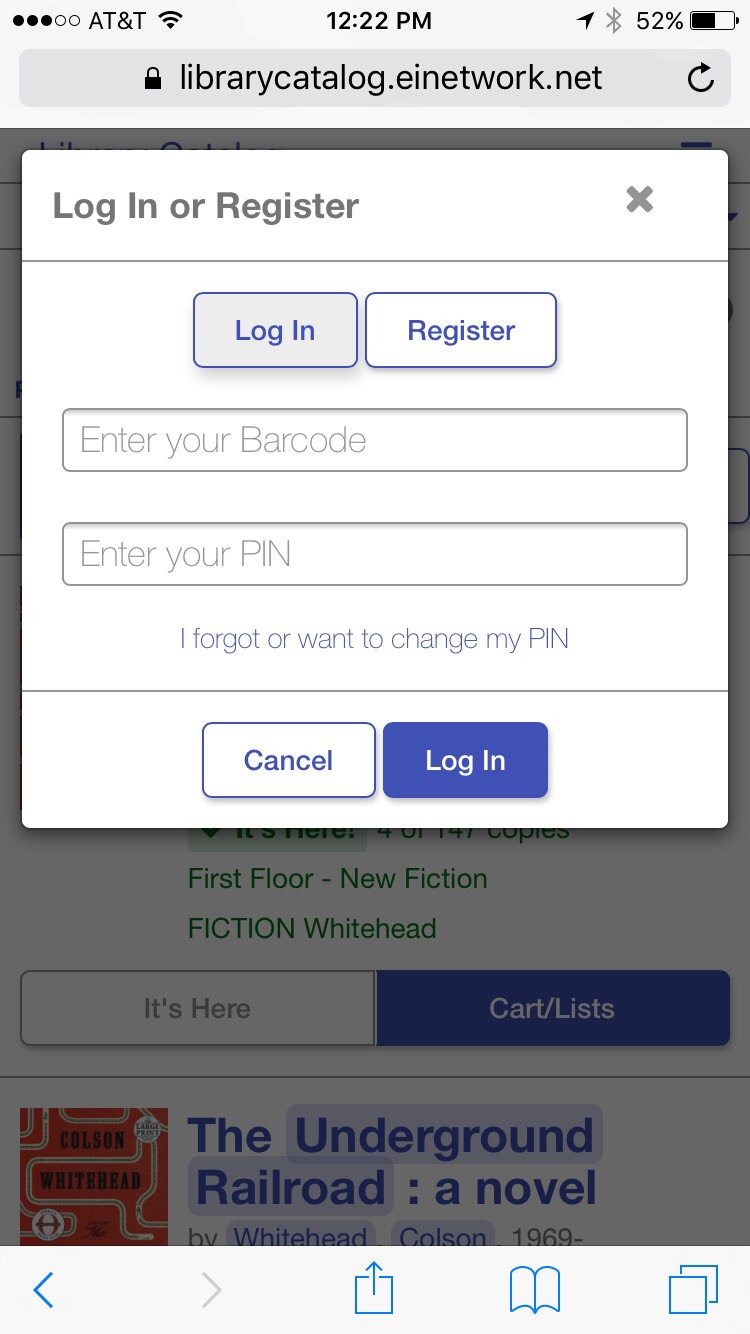 AT&T 12:22 PM 52%
librarycatalog.einetwork.net
Library Catalog
Log In or Register
Log In Register
Enter your Barcode
Enter your PIN
I forgot or want to change my PIN
Cancel Log In
It's Here! 4 of 147 copies
First Floor - New Fiction
FICTION Whitehead
It's Here Cart/Lists
COLSON
LARGE PRINT
WHITEHEAD
The
The Underground
Railroad : a novel
by Whitehead, Colson, 1969-